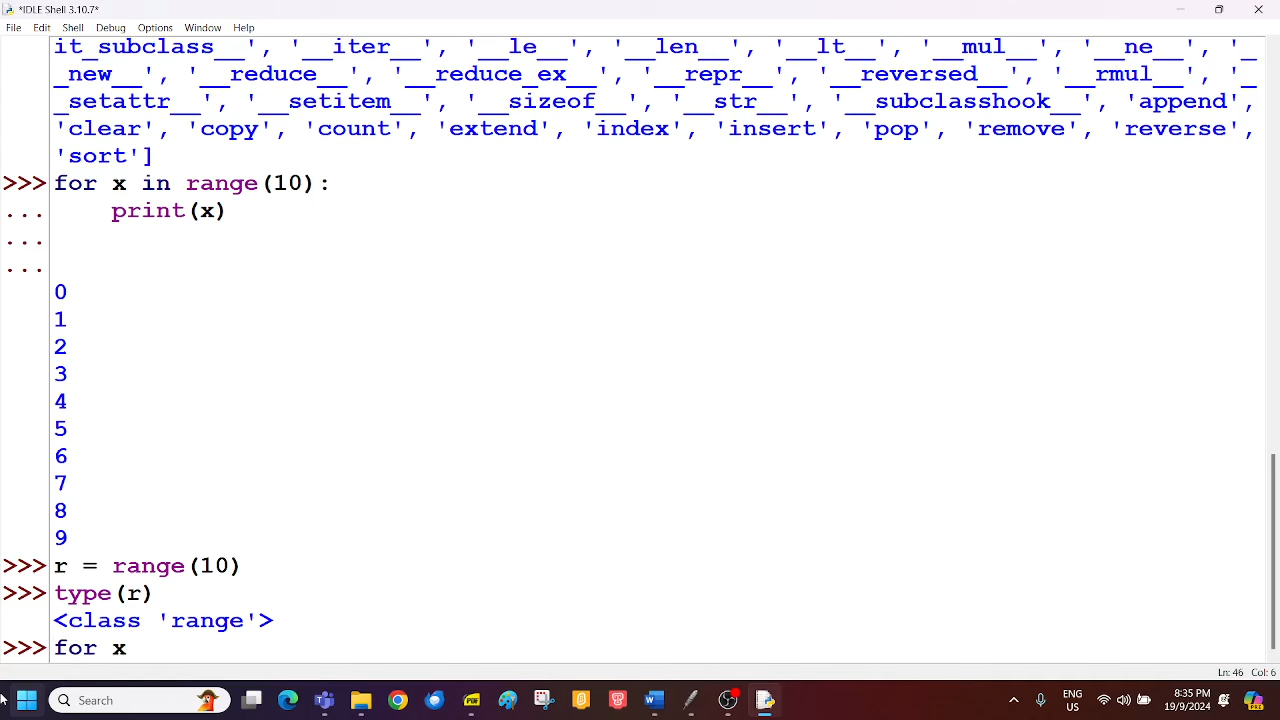 *IDLE Shell 3.10.7*
File Edit Shell Debug Options Window Help
it_subclass__', '__iter__', '__le__', '__len__', '__lt__', '__mul__', '__ne__', '_
_new__', '__reduce__', '__reduce_ex__', '__repr__', '__reversed__', '__rmul__', '_
_setattr__', '__setitem__', '__sizeof__', '__str__', '__subclasshook__', 'append',
'clear', 'copy', 'count', 'extend', 'index', 'insert', 'pop', 'remove', 'reverse',
'sort']
>>> for x in range(10):
... print(x)
...
...
0
1
2
3
4
5
6
7
8
9
>>> r = range(10)
>>> type(r)
<class 'range'>
>>> for x
Ln: 46 Col: 6
Search
ENG
US
8:35 PM
19/9/2024